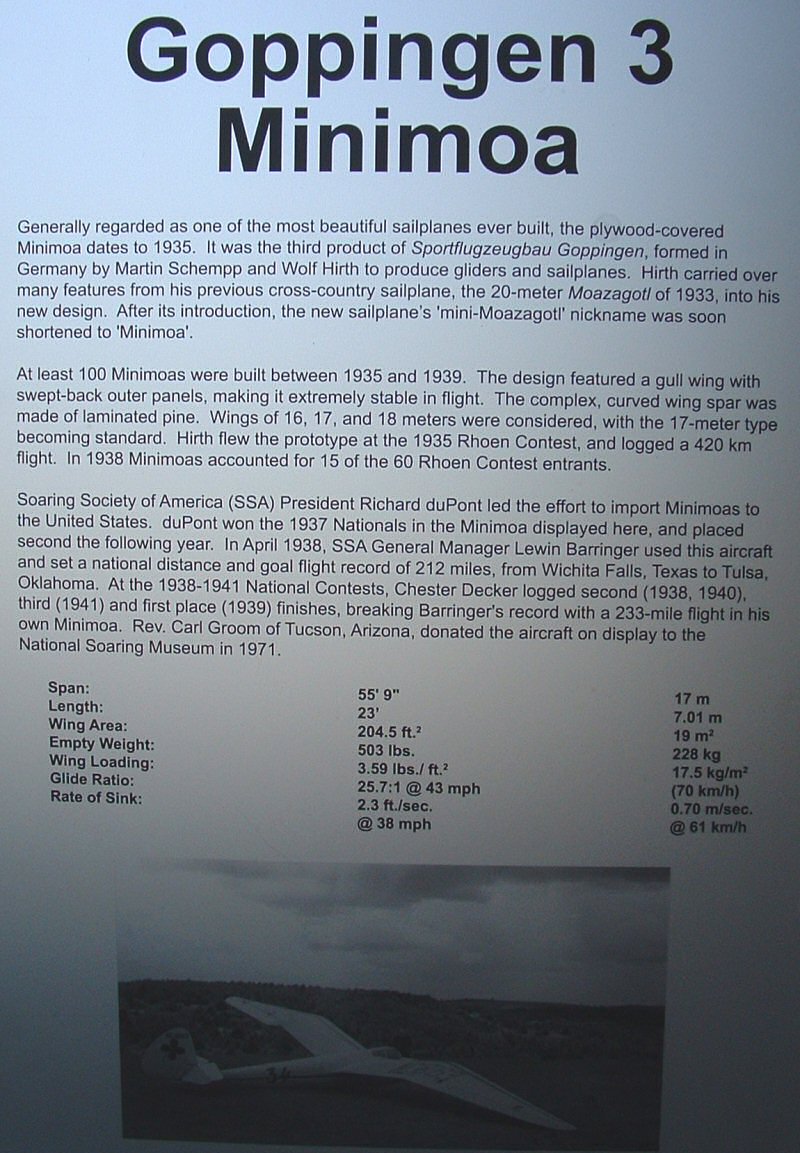 Goppingen 3
Minimoa
Generally regarded as one of the most beautiful sailplanes ever built, the plywood-covered
Minimoa dates to 1935. It was the third product of Sportflugzeugbau Goppingen, formed in
Germany by Martin Schempp and Wolf Hirth to produce gliders and sailplanes. Hirth carried over
many features from his previous cross-country sailplane, the 20-meter Moazagotl of 1933, into his
new design. After its introduction, the new sailplane's 'mini-Moazagotl' nickname was soon
shortened to 'Minimoa'.
At least 100 Minimoas were built between 1935 and 1939. The design featured a gull wing with
swept-back outer panels, making it extremely stable in flight. The complex, curved wing spar was
made of laminated pine. Wings of 16, 17, and 18 meters were considered, with the 17-meter type
becoming standard. Hirth flew the prototype at the 1935 Rhoen Contest, and logged a 420 km
flight. In 1938 Minimoas accounted for 15 of the 60 Rhoen Contest entrants.
Soaring Society of America (SSA) President Richard duPont led the effort to import Minimoas to
the United States. duPont won the 1937 Nationals in the Minimoa displayed here, and placed
second the following year. In April 1938, SSA General Manager Lewin Barringer used this aircraft
and set a national distance and goal flight record of 212 miles, from Wichita Falls, Texas to Tulsa,
Oklahoma. At the 1938-1941 National Contests, Chester Decker logged second (1938, 1940),
third (1941) and first place (1939) finishes, breaking Barringer's record with a 233-mile flight in his
own Minimoa. Rev. Carl Groom of Tucson, Arizona, donated the aircraft on display to the
National Soaring Museum in 1971.
Span: 55' 9" 17 m
Length: 23' 7.01 m
Wing Area: 204.5 ft.² 19 m²
Empty Weight: 503 lbs. 228 kg
Wing Loading: 3.59 lbs./ ft.² 17.5 kg/m²
Glide Ratio: 25.7:1 @ 43 mph (70 km/h)
Rate of Sink: 2.3 ft./sec. 0.70 m/sec.
@ 38 mph @ 61 km/h